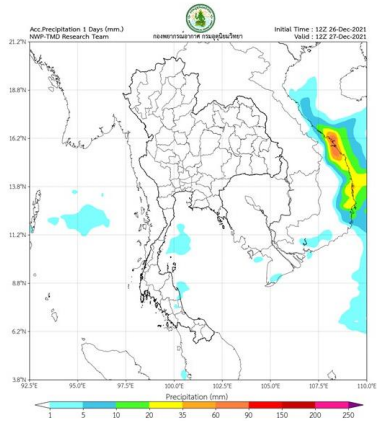 Acc.Precipitation 1 Days (mm.)
NWP-TMD Research Team
กองพยากรณ์อากาศ กรมอุตุนิยมวิทยา
Initial Time : 12Z 26-Dec-2021
Valid : 12Z 27-Dec-2021
21.2°N
18.7°N
16.2°N
13.8°N
11.2°N
8.8°N
6.2°N
3.8°N
92.5°E 95.0°E 97.5°E 100.0°E 102.5°E 105.0°E 107.5°E 110.0°E
Precipitation (mm)
1 5 10 20 35 60 90 150 200 250